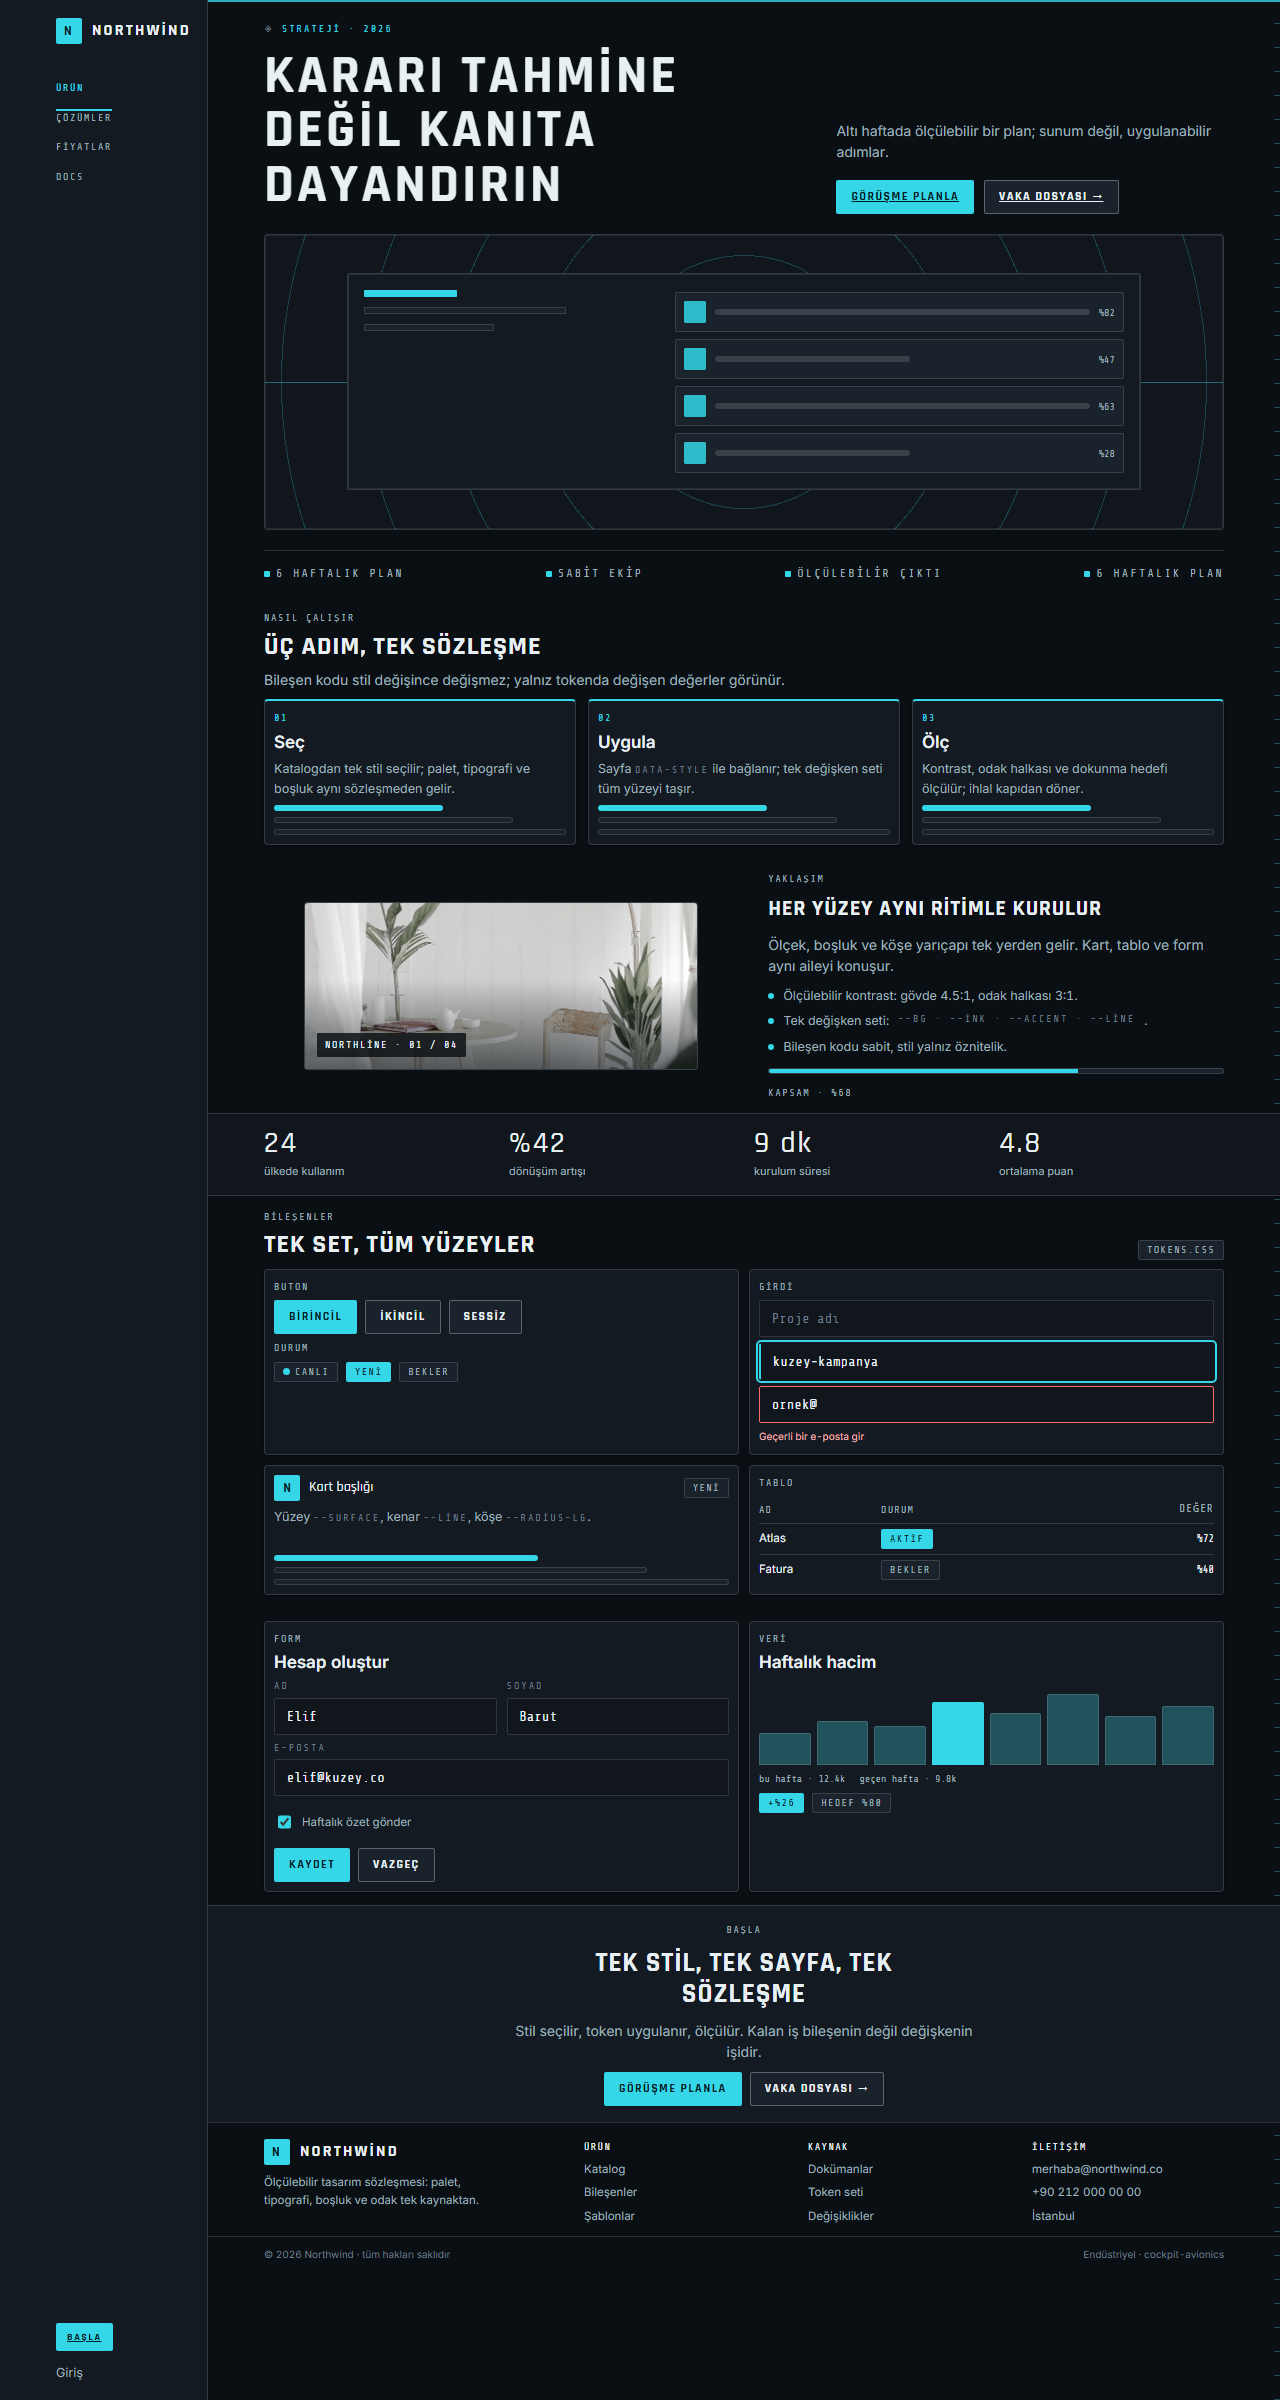 N NORTHWİND
ÜRÜN
ÇÖZÜMLER
FİYATLAR
DOCS
STRATEJİ · 2026
KARARI TAHMİNE
DEĞİL KANITA
DAYANDIRIN
Altı haftada ölçülebilir bir plan; sunum değil, uygulanabilir
adımlar.
GÖRÜŞME PLANLA
VAKA DOSYASI →
%82
%47
%63
%28
6 HAFTALIK PLAN
SABİT EKİP
ÖLÇÜLEBİLİR ÇIKTI
6 HAFTALIK PLAN
NASIL ÇALIŞIR
ÜÇ ADIM, TEK SÖZLEŞME
Bileşen kodu stil değişince değişmez; yalnız tokenda değişen değerler görünür.
01
Seç
Katalogdan tek stil seçilir; palet, tipografi ve
boşluk aynı sözleşmeden gelir.
02
Uygula
Sayfa DATA-STYLE ile bağlanır; tek değişken seti
tüm yüzeyi taşır.
03
Ölç
Kontrast, odak halkası ve dokunma hedefi
ölçülür; ihlal kapıdan döner.
NORTHLİNE · 01 / 04
YAKLAŞIM
HER YÜZEY AYNI RİTİMLE KURULUR
Ölçek, boşluk ve köşe yarıçapı tek yerden gelir. Kart, tablo ve form
aynı aileyi konuşur.
Ölçülebilir kontrast: gövde 4.5:1, odak halkası 3:1.
Tek değişken seti: --BG · --İNK · --ACCENT · --LİNE .
Bileşen kodu sabit, stil yalnız öznitelik.
KAPSAM · %68
24
ülkede kullanım
%42
dönüşüm artışı
9 dk
kurulum süresi
4.8
ortalama puan
BİLEŞENLER
TEK SET, TÜM YÜZEYLER
TOKENS.CSS
BUTON
BİRİNCİL
İKİNCİL
SESSİZ
DURUM
CANLI
YENİ
BEKLER
GİRDİ
Proje adı
kuzey-kampanya
ornek@
Geçerli bir e-posta gir
N Kart başlığı
YENİ
Yüzey --SURFACE, kenar --LİNE, köşe --RADİUS-LG.
TABLO
AD DURUM DEĞER
Atlas AKTİF %72
Fatura BEKLER %40
FORM
Hesap oluştur
AD
SOYAD
Elif
Barut
E-POSTA
elif@kuzey.co
Haftalık özet gönder
KAYDET
VAZGEÇ
VERİ
Haftalık hacim
bu hafta · 12.4k geçen hafta · 9.8k
+%26
HEDEF %80
BAŞLA
TEK STİL, TEK SAYFA, TEK
SÖZLEŞME
Stil seçilir, token uygulanır, ölçülür. Kalan iş bileşenin değil değişkenin
işidir.
GÖRÜŞME PLANLA
VAKA DOSYASI →
N NORTHWİND
Ölçülebilir tasarım sözleşmesi: palet,
tipografi, boşluk ve odak tek kaynaktan.
ÜRÜN
Katalog
Bileşenler
Şablonlar
KAYNAK
Dokümanlar
Token seti
Değişiklikler
İLETİŞİM
merhaba@northwind.co
+90 212 000 00 00
İstanbul
© 2026 Northwind · tüm hakları saklıdır
Endüstriyel · cockpit-avionics
BAŞLA
Giriş